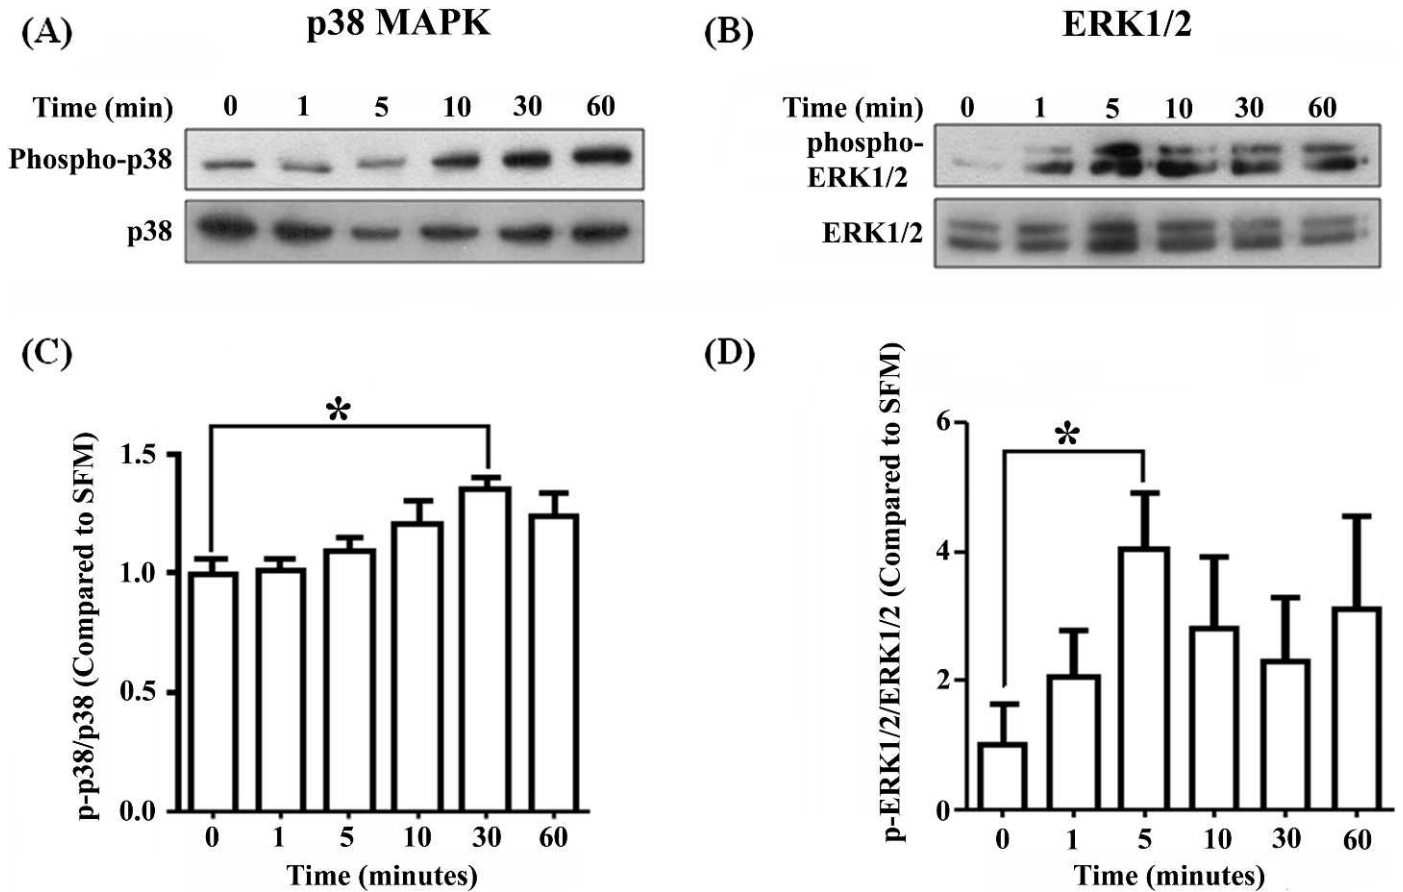 (A)
p38 MAPK
Time (min) 0 1 5 10 30 60
Phospho-p38
p38
(B)
ERK1/2
Time (min) 0 1 5 10 30 60
phospho-
ERK1/2
ERK1/2
(C)
p-p38/p38 (Compared to SFM)
*
1.5
1.0
0.5
0.0
0 1 5 10 30 60
Time (minutes)
(D)
p-ERK1/2/ERK1/2 (Compared to SFM)
*
6
4
2
0
0 1 5 10 30 60
Time (minutes)